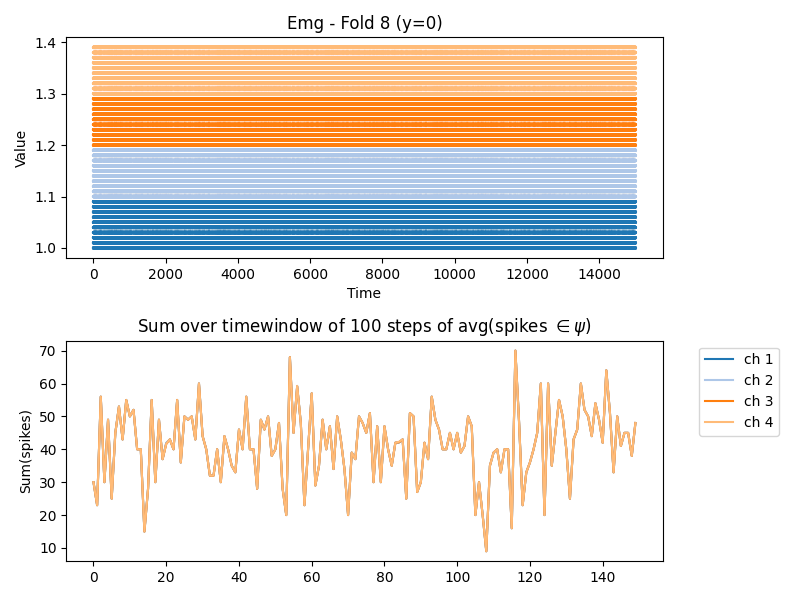 Emg - Fold 8 (y=0)
Value
1.4
1.3
1.2
1.1
1.0
0 2000 4000 6000 8000 10000 12000 14000
Time
Sum over timewindow of 100 steps of avg(spikes ∈ ψ)
Sum(spikes)
70
60
50
40
30
20
10
0 20 40 60 80 100 120 140
ch 1
ch 2
ch 3
ch 4